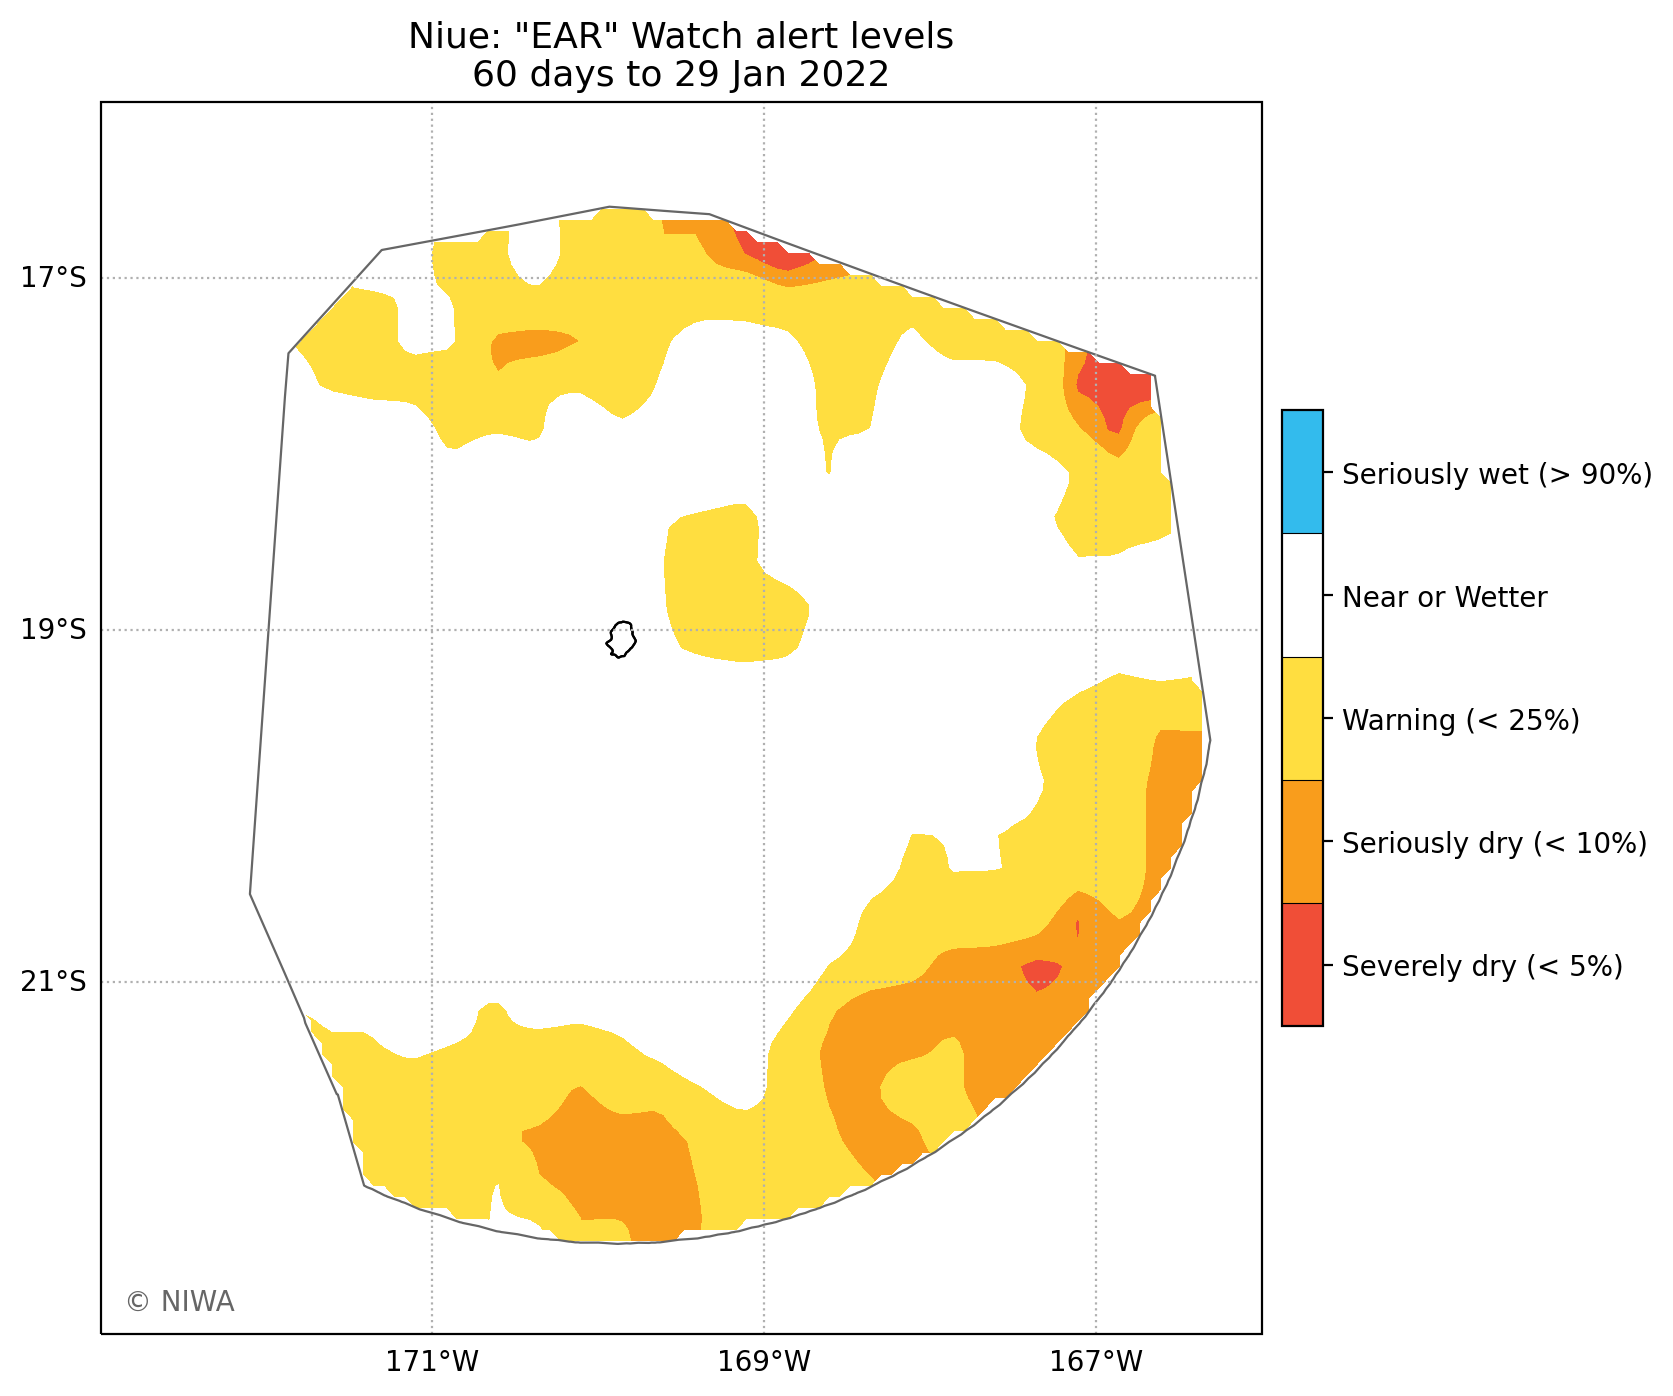 Niue: "EAR" Watch alert levels
60 days to 29 Jan 2022
17°S
19°S
21°S
171°W
169°W
167°W
Seriously wet (> 90%)
Near or Wetter
Warning (< 25%)
Seriously dry (< 10%)
Severely dry (< 5%)
© NIWA